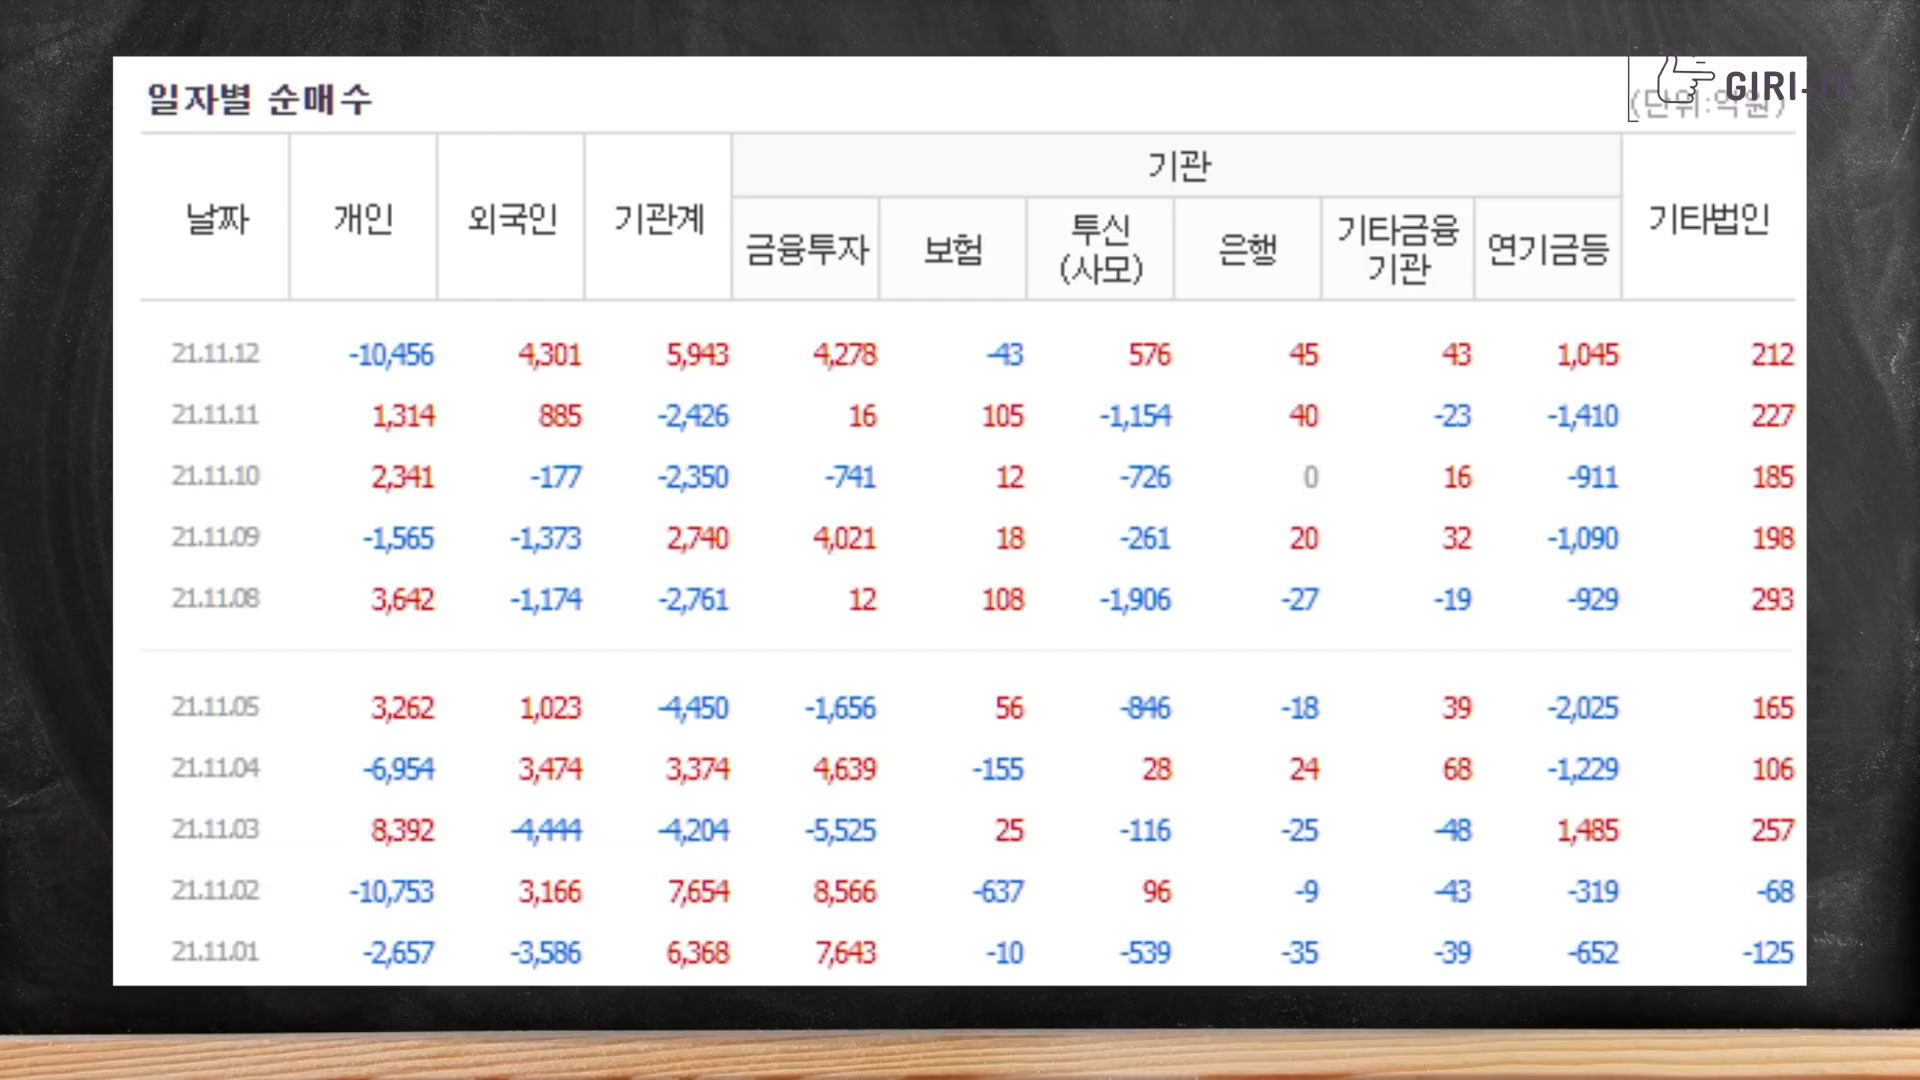 GIRI-
일자별 순매수
(단위:억원)
날짜 개인 외국인 기관계 기관 기타법인
금융투자 보험 투신(사모) 은행 기타금융기관 연기금등
21.11.12 -10,456 4,301 5,943 4,278 -43 576 45 43 1,045 212
21.11.11 1,314 885 -2,426 16 105 -1,154 40 -23 -1,410 227
21.11.10 2,341 -177 -2,350 -741 12 -726 0 16 -911 185
21.11.09 -1,565 -1,373 2,740 4,021 18 -261 20 32 -1,090 198
21.11.08 3,642 -1,174 -2,761 12 108 -1,906 -27 -19 -929 293
21.11.05 3,262 1,023 -4,450 -1,656 56 -846 -18 39 -2,025 165
21.11.04 -6,954 3,474 3,374 4,639 -155 28 24 68 -1,229 106
21.11.03 8,392 -4,444 -4,204 -5,525 25 -116 -25 -48 1,485 257
21.11.02 -10,753 3,166 7,654 8,566 -637 96 -9 -43 -319 -68
21.11.01 -2,657 -3,586 6,368 7,643 -10 -539 -35 -39 -652 -125